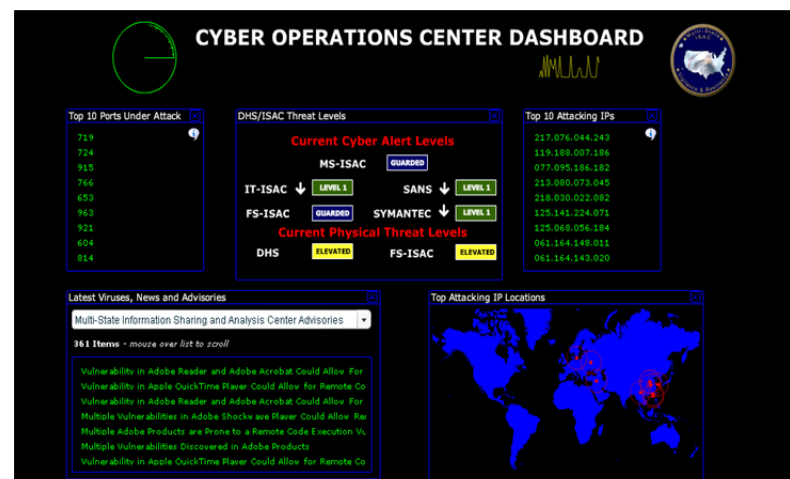 CYBER OPERATIONS CENTER DASHBOARD
Multi-State
ISAC
Top 10 Ports Under Attack
719
724
915
766
653
963
921
604
814
DHS/ISAC Threat Levels
Current Cyber Alert Levels
MS-ISAC GUARDED
IT-ISAC LEVEL 1 SANS LEVEL 1
FS-ISAC GUARDED SYMANTEC LEVEL 1
Current Physical Threat Levels
DHS ELEVATED FS-ISAC ELEVATED
Top 10 Attacking IPs
217.076.044.243
119.188.007.186
077.095.186.182
213.080.073.045
218.030.022.082
125.141.224.071
125.068.056.184
061.164.148.011
061.164.143.020
Latest Viruses, News and Advisories
Multi-State Information Sharing and Analysis Center Advisories
361 Items - mouse over list to scroll
Vulnerability in Adobe Reader and Adobe Acrobat Could Allow For
Vulnerability in Apple QuickTime Player Could Allow for Remote Co
Vulnerability in Adobe Reader and Adobe Acrobat Could Allow For
Multiple Vulnerabilities in Adobe Shockwave Player Could Allow Rer
Multiple Adobe Products are Prone to a Remote Code Execution Vu
Multiple Vulnerabilities Discovered in Adobe Products
Vulnerability in Apple QuickTime Player Could Allow for Remote Co
Top Attacking IP Locations